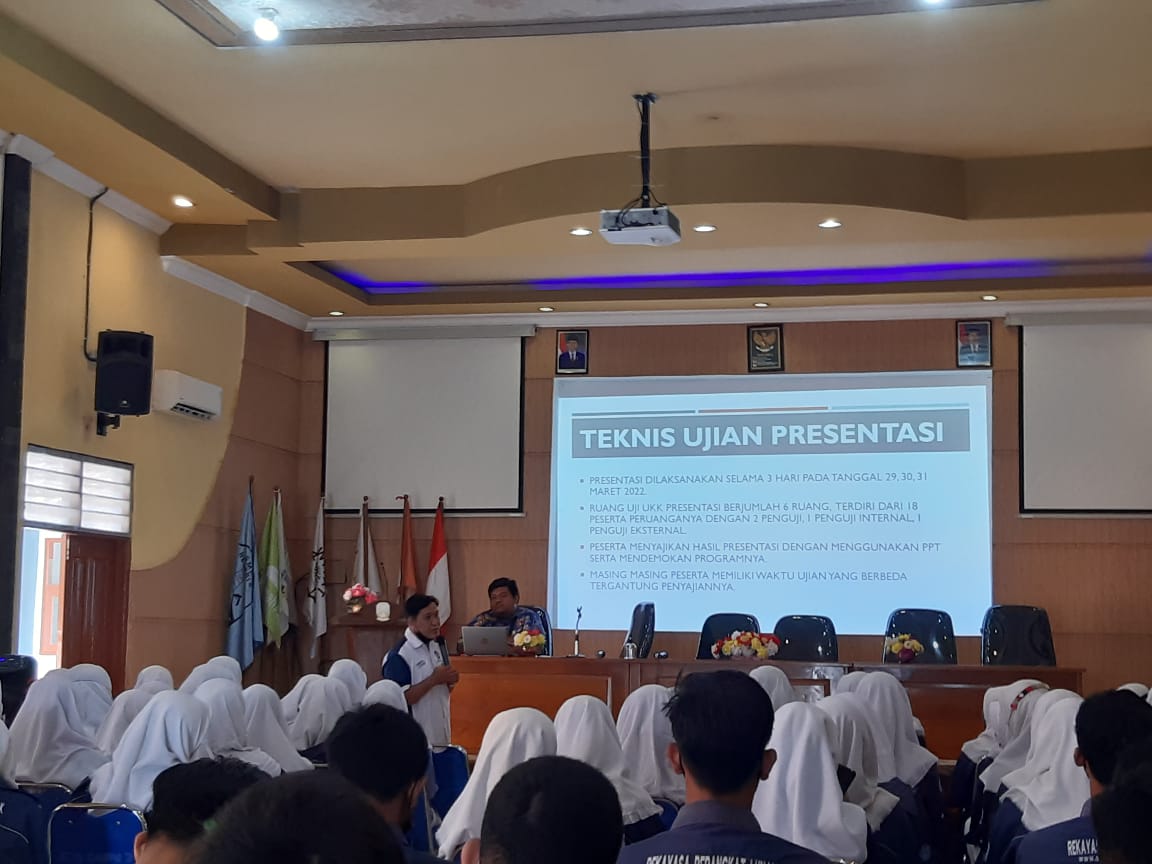 TEKNIS UJIAN PRESENTASI
PRESENTASI DILAKSANAKAN SELAMA 3 HARI PADA TANGGAL 29, 30, 31
MARET 2022.
RUANG UJI UKK PRESENTASI BERJUMLAH 6 RUANG, TERDIRI DARI 18
PESERTA PERUANGANYA DENGAN 2 PENGUJI, 1 PENGUJI INTERNAL, 1
PENGUJI EKSTERNAL.
PESERTA MENYAJIKAN HASIL PRESENTASI DENGAN MENGGUNAKAN PPT
SERTA MENDEMOKAN PROGRAMNYA.
MASING MASING PESERTA MEMILIKI WAKTU UJIAN YANG BERBEDA
TERGANTUNG PENYAJIANNYA.
REKAYASA PERANGKAT